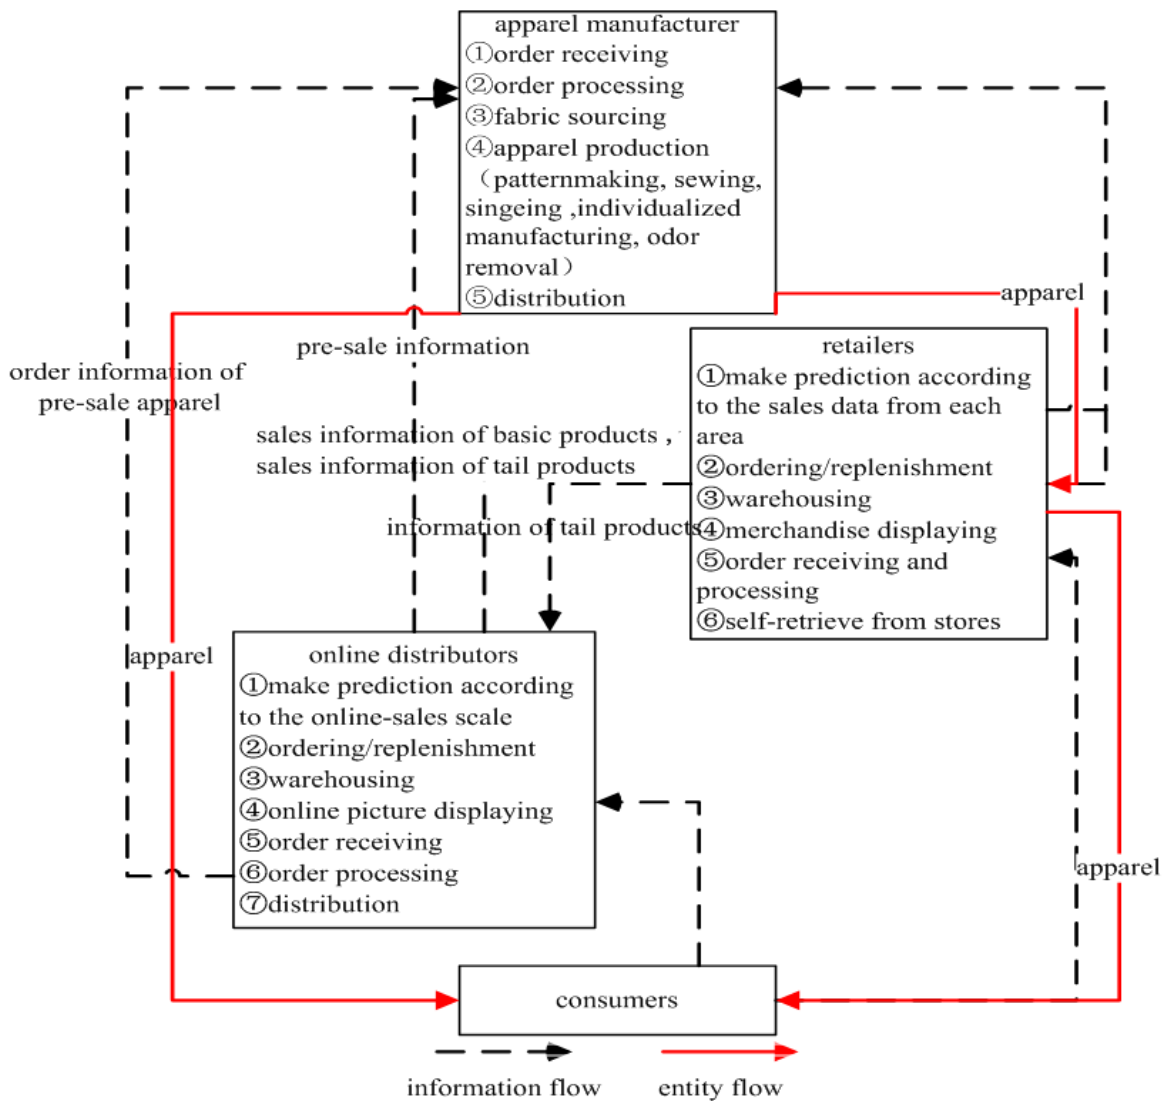 apparel manufacturer
①order receiving
②order processing
③fabric sourcing
④apparel production
（patternmaking, sewing,
singeing ,individualized
manufacturing, odor
removal）
⑤distribution
apparel
pre-sale information
order information of
pre-sale apparel
retailers
①make prediction according
to the sales data from each
area
②ordering/replenishment
③warehousing
④merchandise displaying
⑤order receiving and
processing
⑥self-retrieve from stores
sales information of basic products ,
sales information of tail products
information of tail products
apparel
online distributors
①make prediction according
to the online-sales scale
②ordering/replenishment
③warehousing
④online picture displaying
⑤order receiving
⑥order processing
⑦distribution
apparel
consumers
information flow
entity flow